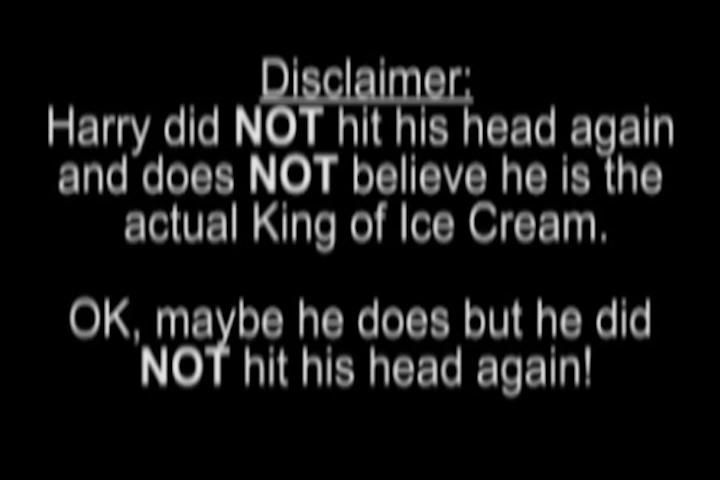 Disclaimer:
Harry did NOT hit his head again
and does NOT believe he is the
actual King of Ice Cream.
OK, maybe he does but he did
NOT hit his head again!